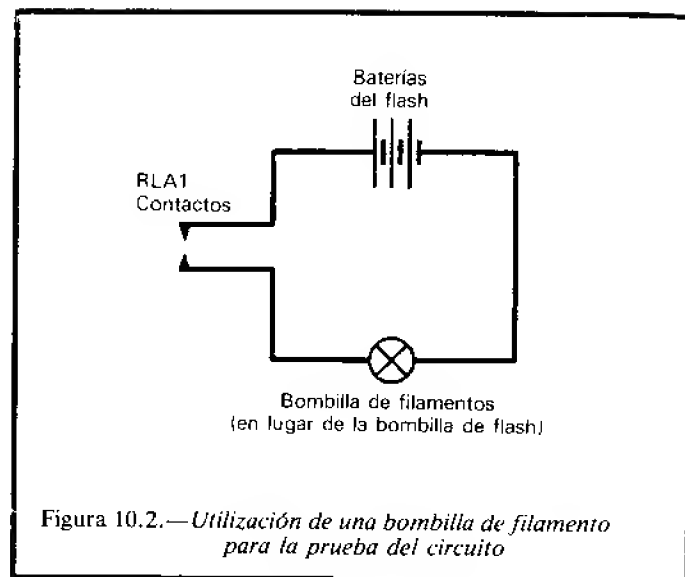 Baterías
del flash
RLA1
Contactos
Bombilla de filamentos
(en lugar de la bombilla de flash)
Figura 10.2.—Utilización de una bombilla de filamento
para la prueba del circuito